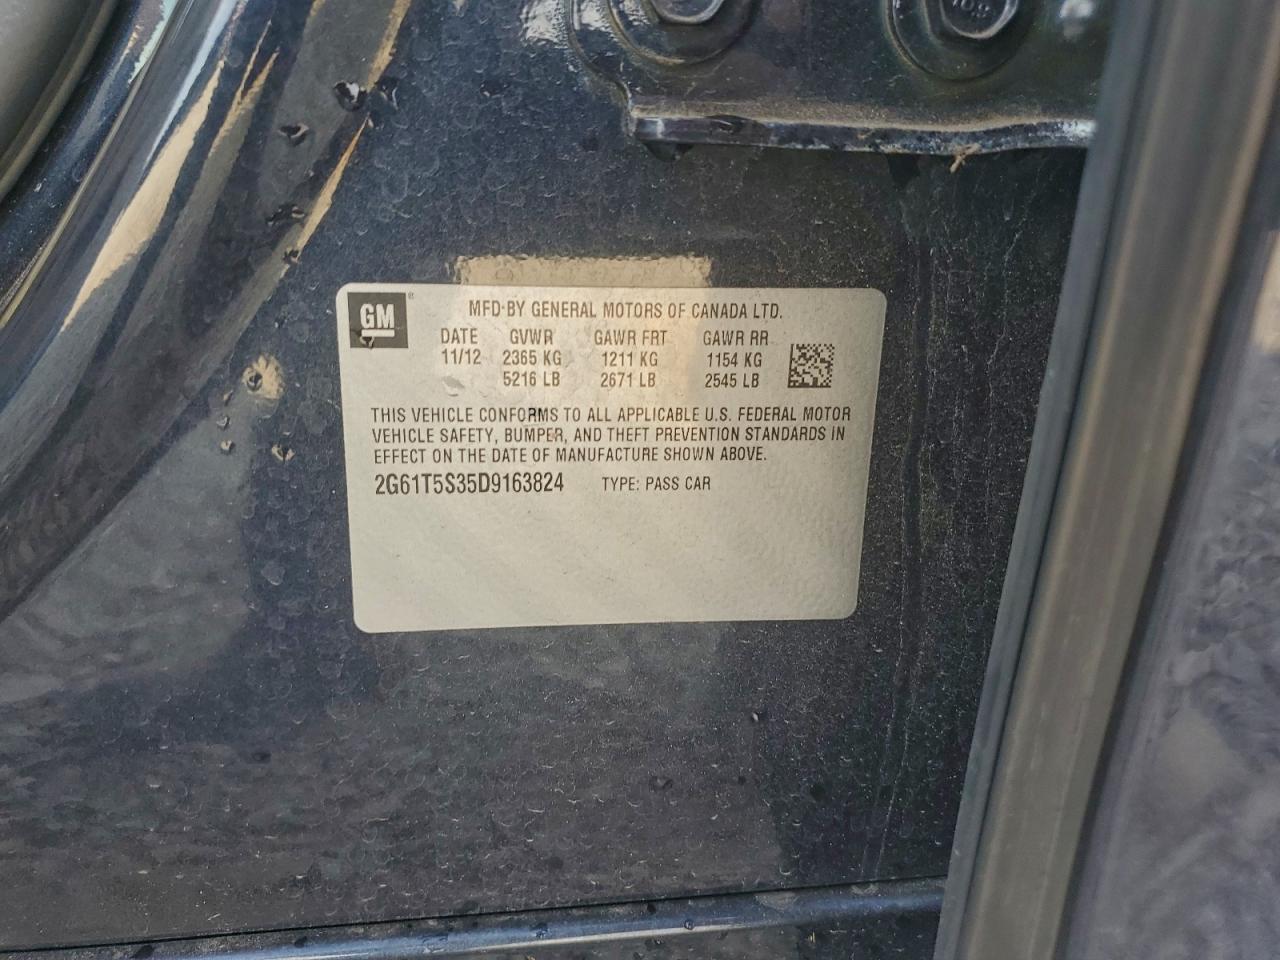 GM®
MFD·BY GENERAL MOTORS OF CANADA LTD.
DATE GVWR GAWR FRT GAWR RR
11/12 2365 KG 1211 KG 1154 KG
5216 LB 2671 LB 2545 LB
THIS VEHICLE CONFORMS TO ALL APPLICABLE U.S. FEDERAL MOTOR
VEHICLE SAFETY, BUMPER, AND THEFT PREVENTION STANDARDS IN
EFFECT ON THE DATE OF MANUFACTURE SHOWN ABOVE.
2G61T5S35D9163824 TYPE: PASS CAR